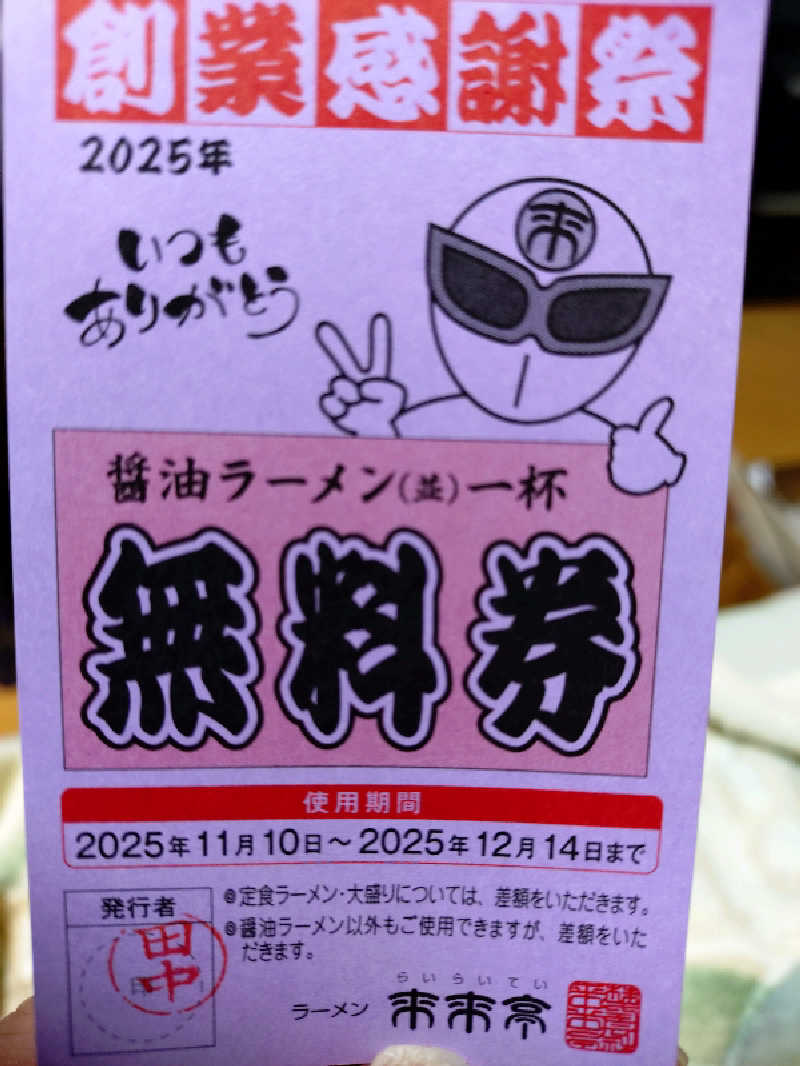 創業感謝祭
2025年
来
いつも
ありがとう
醤油ラーメン(並)一杯
無料券
使用期間
2025年11月10日〜2025年12月14日まで
発行者
田中
◎定食ラーメン・大盛りについては、差額をいただきます。
◎醤油ラーメン以外もご使用できますが、差額をいた
だきます。
らいらいてい
ラーメン 来来亭